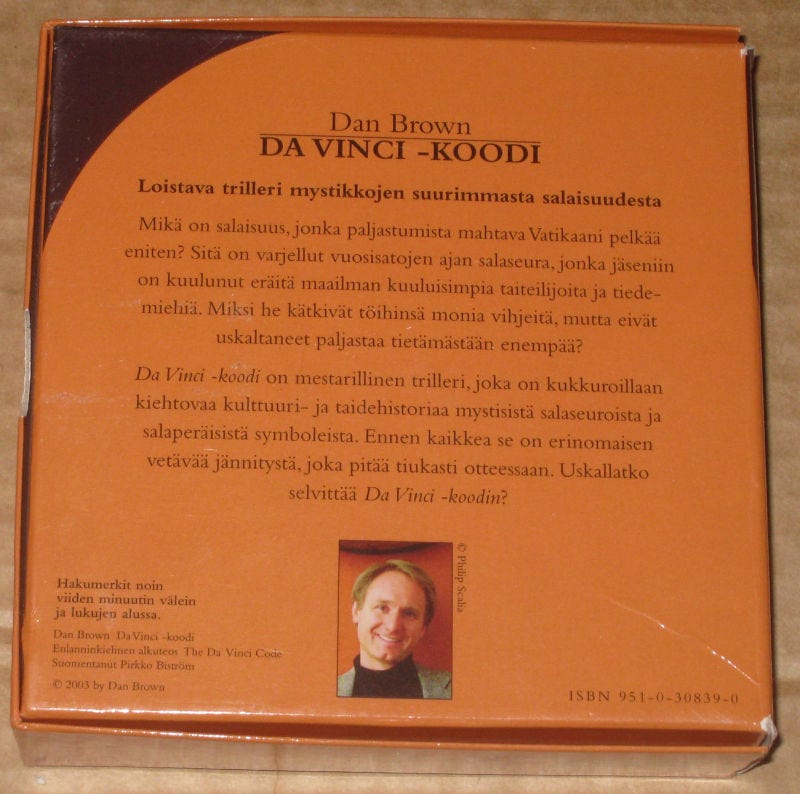 Dan Brown
DA VINCI -KOODI
Loistava trilleri mystikkojen suurimmasta salaisuudesta
Mikä on salaisuus, jonka paljastumista mahtava Vatikaani pelkää
eniten? Sitä on varjellut vuosisatojen ajan salaseura, jonka jäseniin
on kuulunut eräitä maailman kuuluisimpia taiteilijoita ja tiede-
miehiä. Miksi he kätkivät töihinsä monia vihjeitä, mutta eivät
uskaltaneet paljastaa tietämästään enempää?
Da Vinci -koodi on mestarillinen trilleri, joka on kukkuroillaan
kiehtovaa kulttuuri- ja taidehistoriaa mystisistä salaseuroista ja
salaperäisistä symboleista. Ennen kaikkea se on erinomaisen
vetävää jännitystä, joka pitää tiukasti otteessaan. Uskallatko
selvittää Da Vinci -koodin?
© Philip Scalia
Hakumerkit noin
viiden minuutin välein
ja lukujen alussa.
Dan Brown Da Vinci -koodi
Enlanninkielinen alkuteos The Da Vinci Code
Suomentanut Pirkko Biström
© 2003 by Dan Brown
ISBN 951-0-30839-0